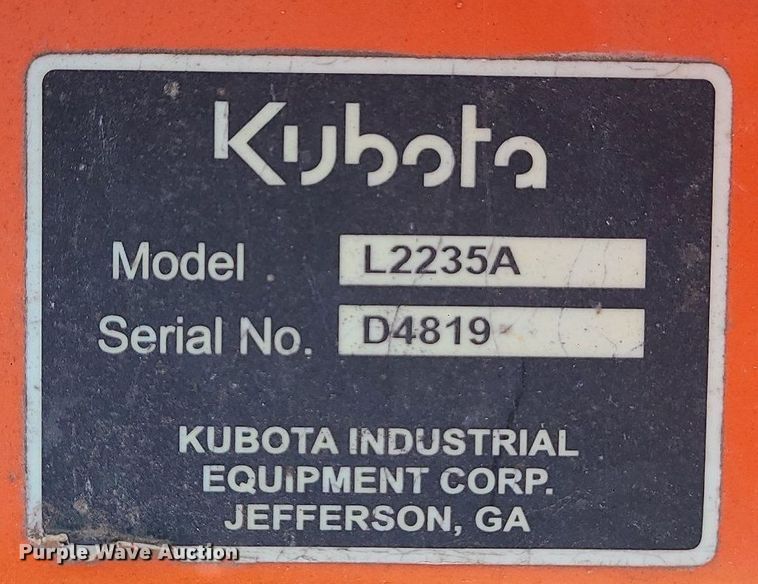 Kubota
Model L2235A
Serial No. D4819
KUBOTA INDUSTRIAL
EQUIPMENT CORP.
JEFFERSON, GA
Purple Wave Auction